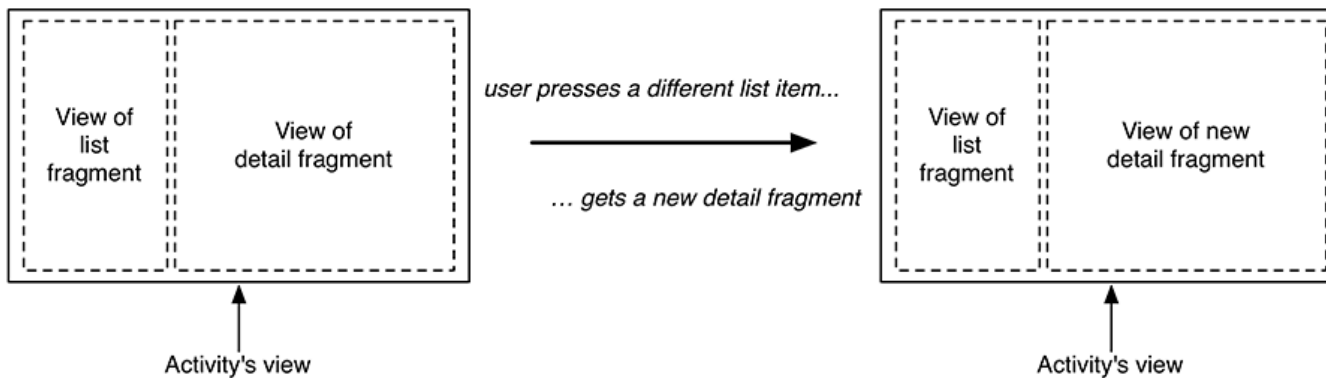 View of
list
fragment
View of
detail fragment
user presses a different list item...
… gets a new detail fragment
View of
list
fragment
View of new
detail fragment
Activity's view
Activity's view